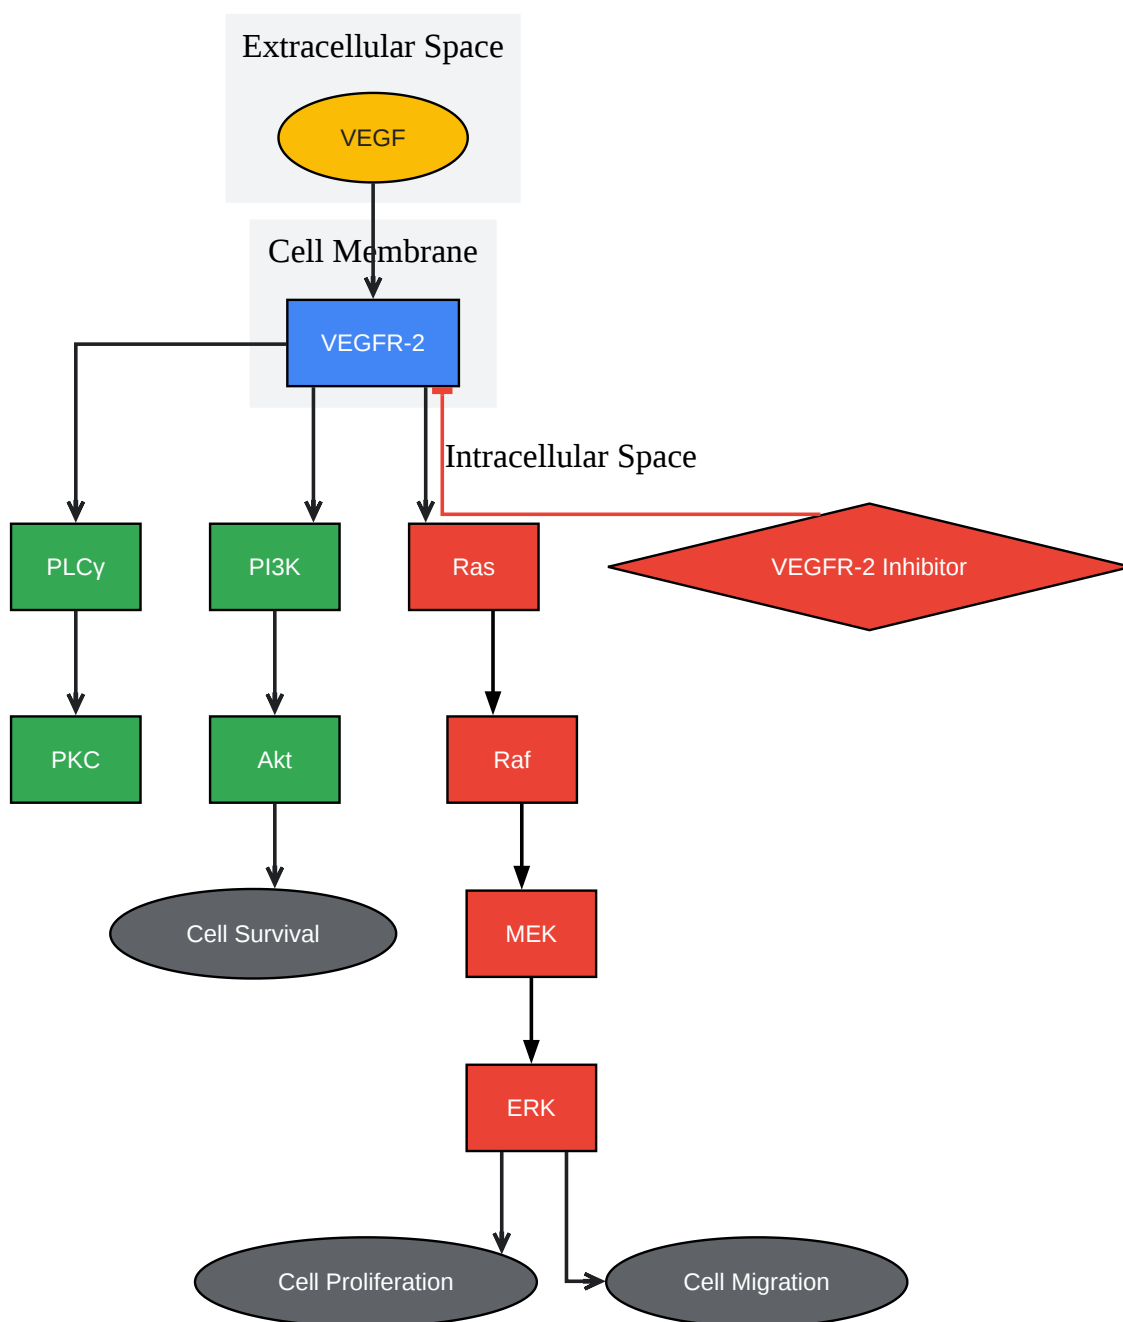 Extracellular Space
VEGF
Cell Membrane
VEGFR-2
Intracellular Space
PLCγ
PI3K
Ras
VEGFR-2 Inhibitor
PKC
Akt
Raf
Cell Survival
MEK
ERK
Cell Proliferation
Cell Migration